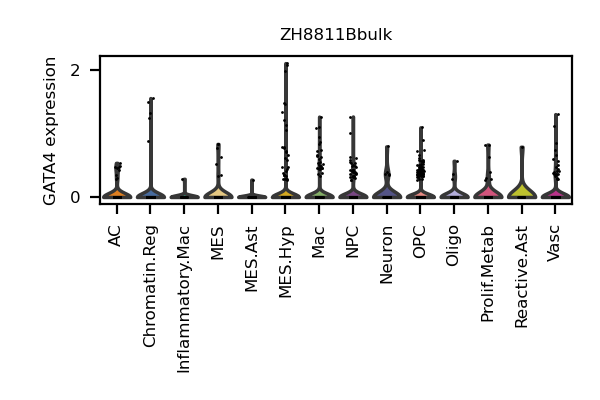 ZH8811Bbulk
GATA4 expression
2
0
AC
Chromatin.Reg
Inflammatory.Mac
MES
MES.Ast
MES.Hyp
Mac
NPC
Neuron
OPC
Oligo
Prolif.Metab
Reactive.Ast
Vasc